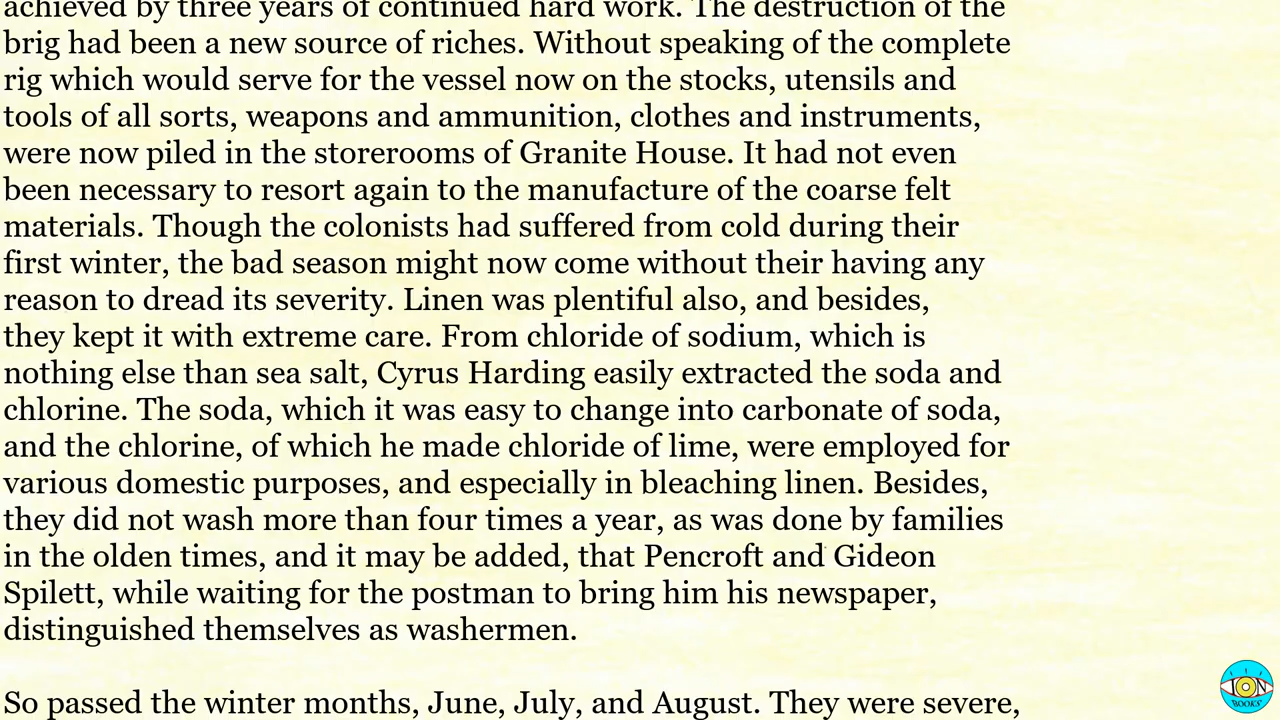 achieved by three years of continued hard work. The destruction of the
brig had been a new source of riches. Without speaking of the complete
rig which would serve for the vessel now on the stocks, utensils and
tools of all sorts, weapons and ammunition, clothes and instruments,
were now piled in the storerooms of Granite House. It had not even
been necessary to resort again to the manufacture of the coarse felt
materials. Though the colonists had suffered from cold during their
first winter, the bad season might now come without their having any
reason to dread its severity. Linen was plentiful also, and besides,
they kept it with extreme care. From chloride of sodium, which is
nothing else than sea salt, Cyrus Harding easily extracted the soda and
chlorine. The soda, which it was easy to change into carbonate of soda,
and the chlorine, of which he made chloride of lime, were employed for
various domestic purposes, and especially in bleaching linen. Besides,
they did not wash more than four times a year, as was done by families
in the olden times, and it may be added, that Pencroft and Gideon
Spilett, while waiting for the postman to bring him his newspaper,
distinguished themselves as washermen.
So passed the winter months, June, July, and August. They were severe,
ION
BOOKS